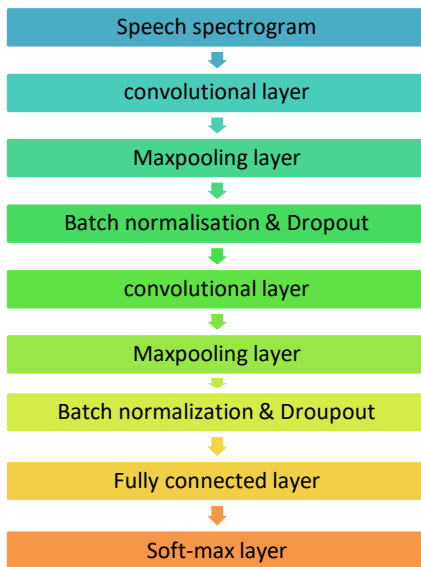 Speech spectrogram
convolutional layer
Maxpooling layer
Batch normalisation & Dropout
convolutional layer
Maxpooling layer
Batch normalization & Droupout
Fully connected layer
Soft-max layer